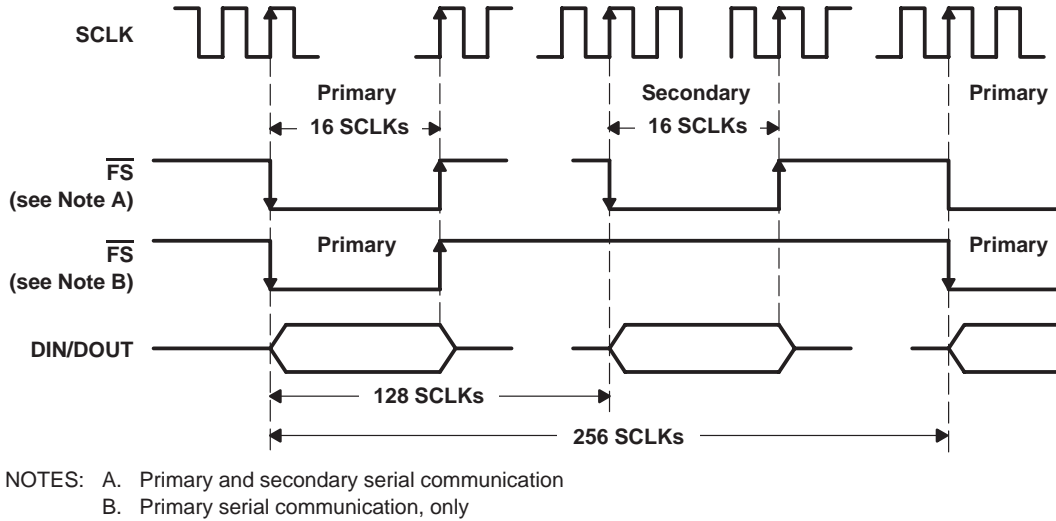 SCLK
Primary
Secondary
Primary
16 SCLKs
16 SCLKs
FS
(see Note A)
FS
Primary
Primary
(see Note B)
DIN/DOUT
128 SCLKs
256 SCLKs
NOTES: A. Primary and secondary serial communication
B. Primary serial communication, only